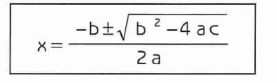 x = (-b ± √(b² - 4ac)) / (2a)